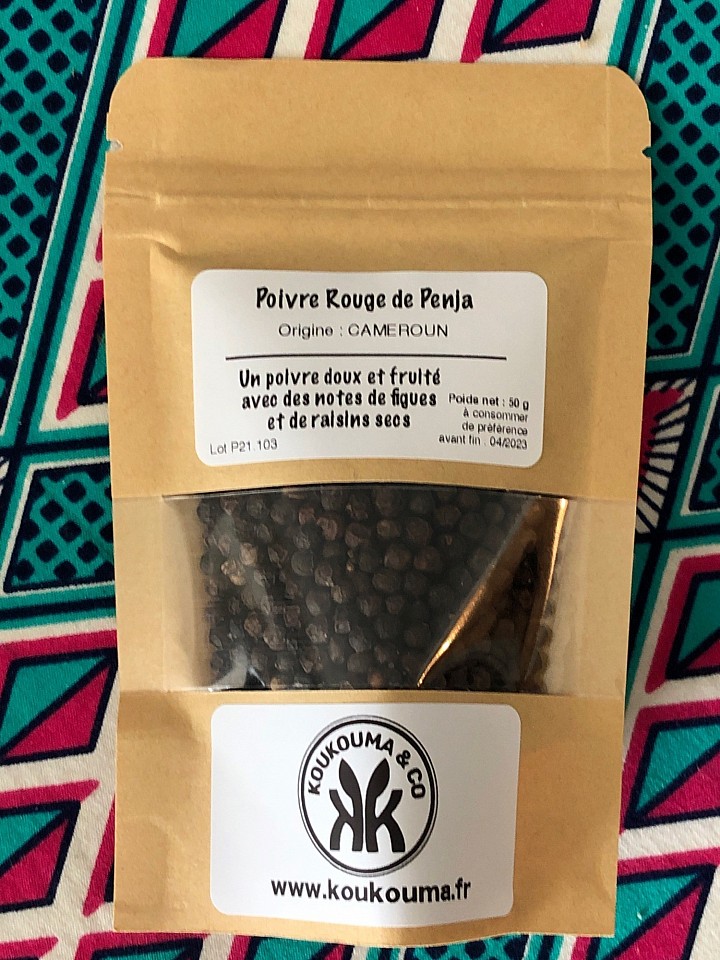 Poivre Rouge de Penja
Origine : CAMEROUN
Un poivre doux et fruité
avec des notes de figues
et de raisins secs
Poids net : 50 g
à consommer
de préférence
avant fin : 04/2023
Lot P21.103
KOUKOUMA & CO
KK
www.koukouma.fr